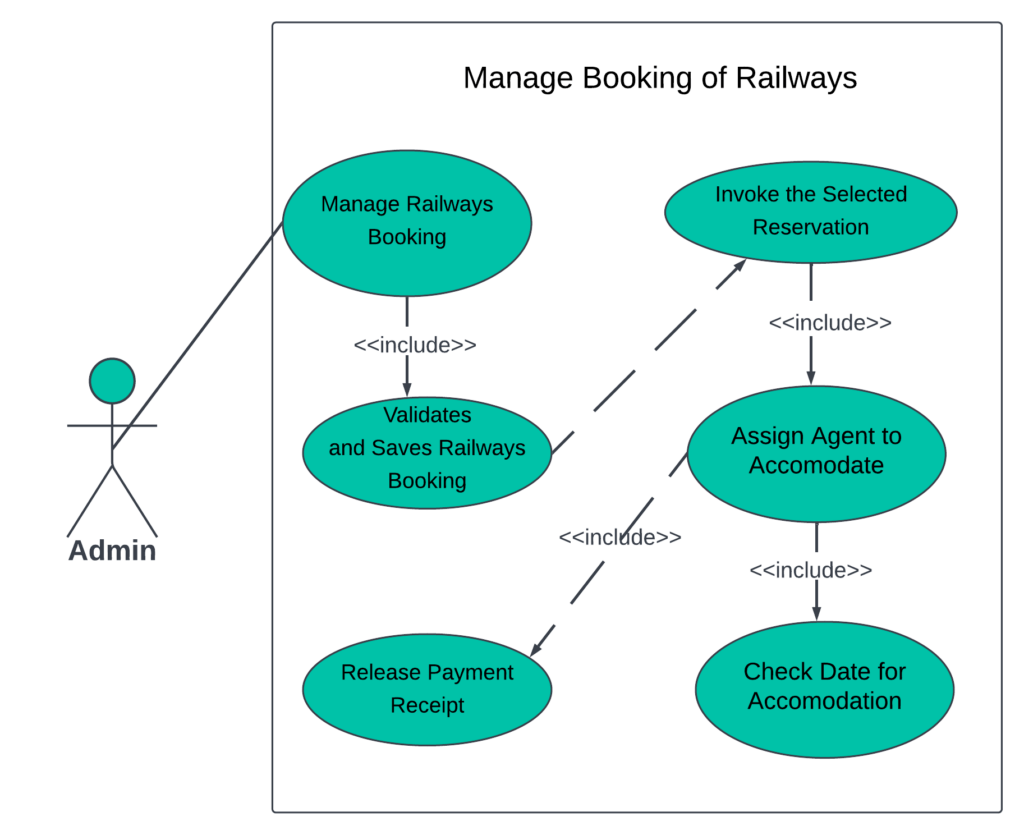 Manage Booking of Railways
Manage Railways
Booking
Invoke the Selected
Reservation
<<include>>
<<include>>
Validates
and Saves Railways
Booking
Assign Agent to
Accomodate
<<include>>
<<include>>
Admin
Release Payment
Receipt
Check Date for
Accomodation